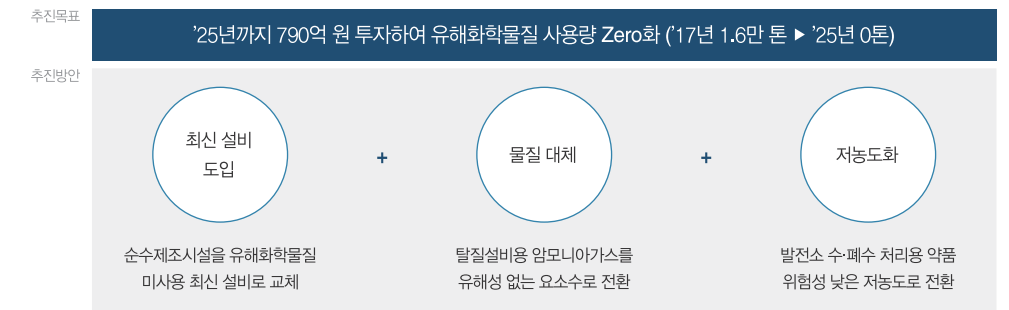 추진목표
’25년까지 790억 원 투자하여 유해화학물질 사용량 Zero화 (’17년 1.6만 톤 ▶ ’25년 0톤)
추진방안
최신 설비
도입
+
물질 대체
+
저농도화
순수제조시설을 유해화학물질
미사용 최신 설비로 교체
탈질설비용 암모니아가스를
유해성 없는 요소수로 전환
발전소 수·폐수 처리용 약품
위험성 낮은 저농도로 전환